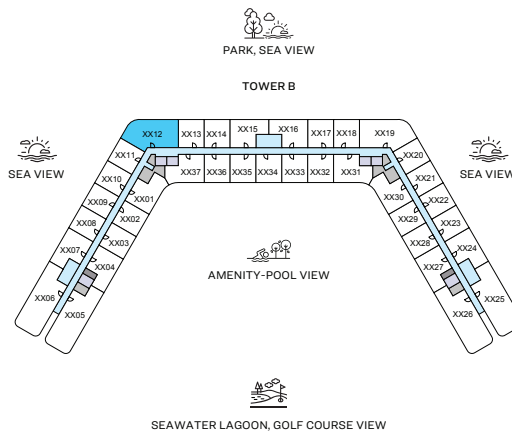 PARK, SEA VIEW
TOWER B
XX12
XX13
XX14
XX15
XX16
XX17
XX18
XX19
XX11
XX37
XX36
XX35
XX34
XX33
XX32
XX31
XX20
SEA VIEW
SEA VIEW
XX10
XX01
XX30
XX21
XX09
XX02
XX29
XX22
XX08
XX03
XX28
XX23
XX07
XX04
XX27
XX24
AMENITY-POOL VIEW
XX06
XX05
XX26
XX25
SEAWATER LAGOON, GOLF COURSE VIEW